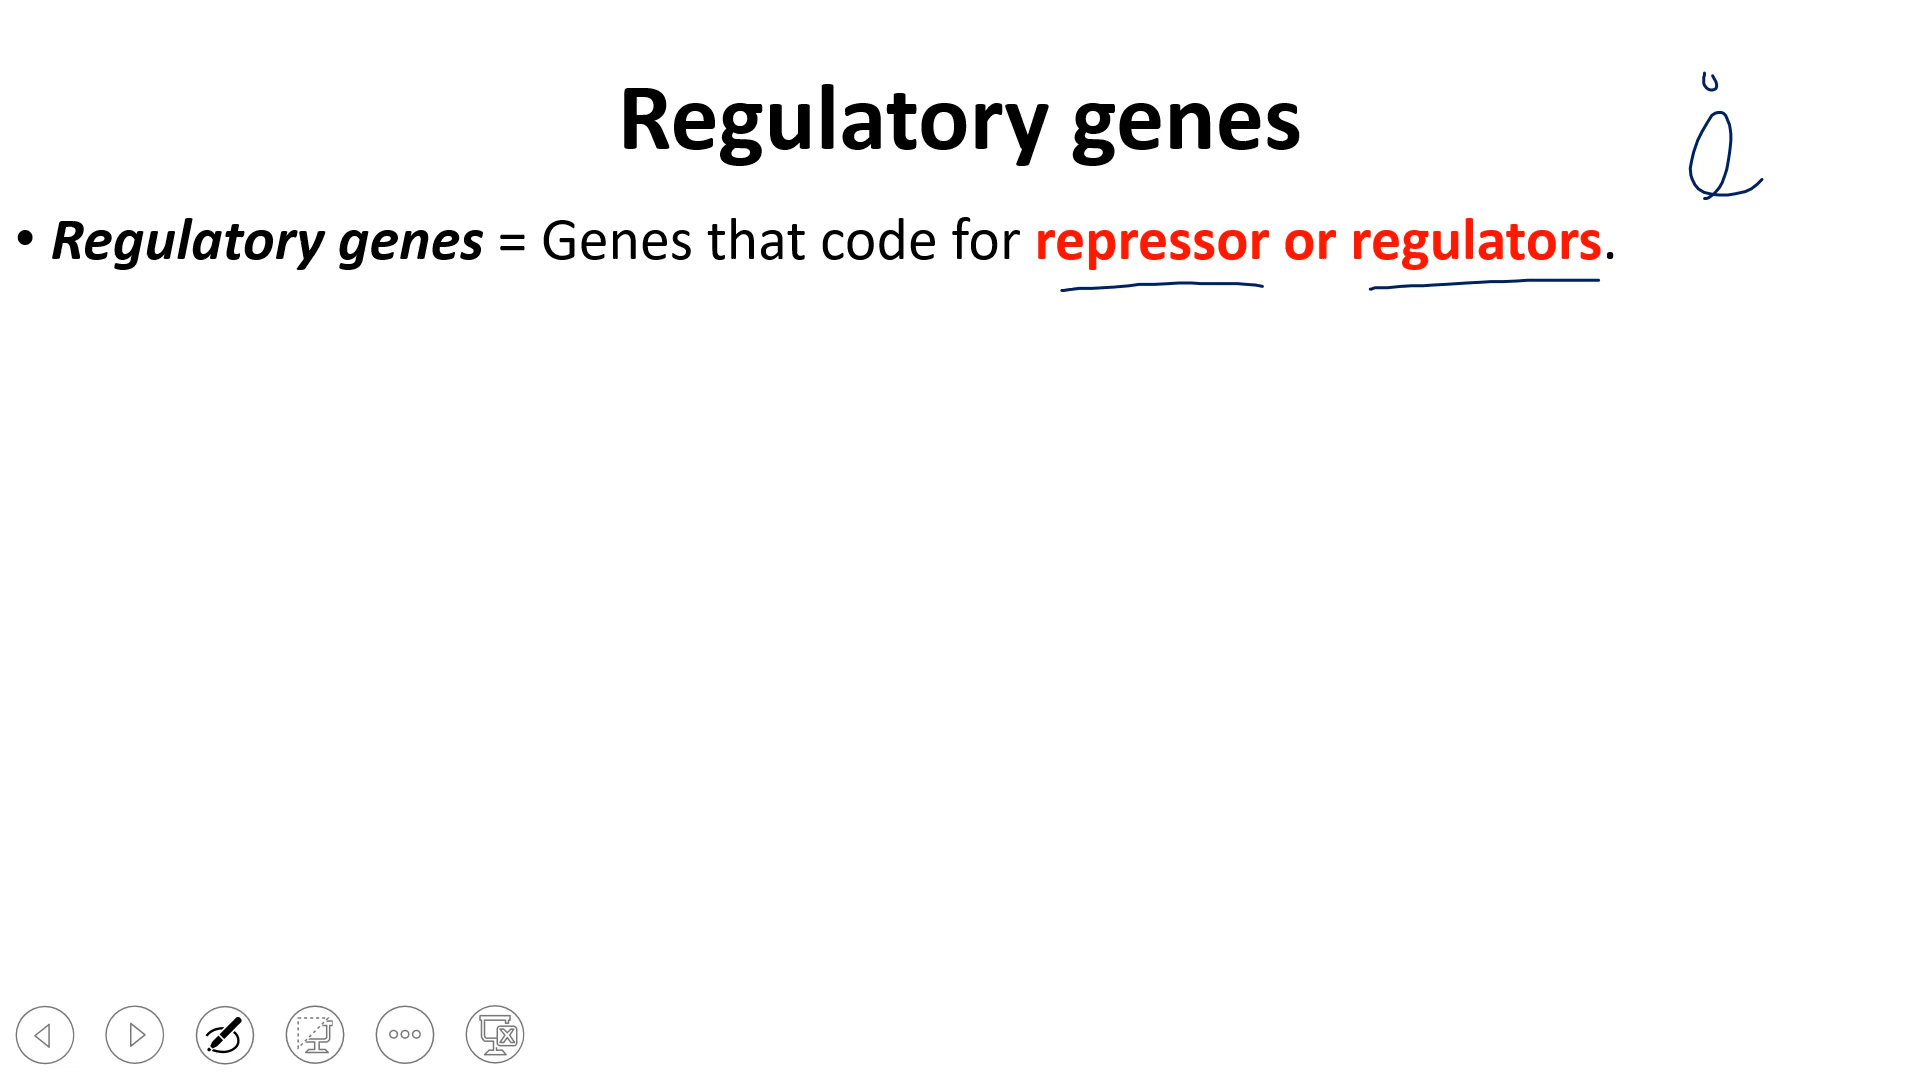 Regulatory genes
i
• Regulatory genes = Genes that code for repressor or regulators.